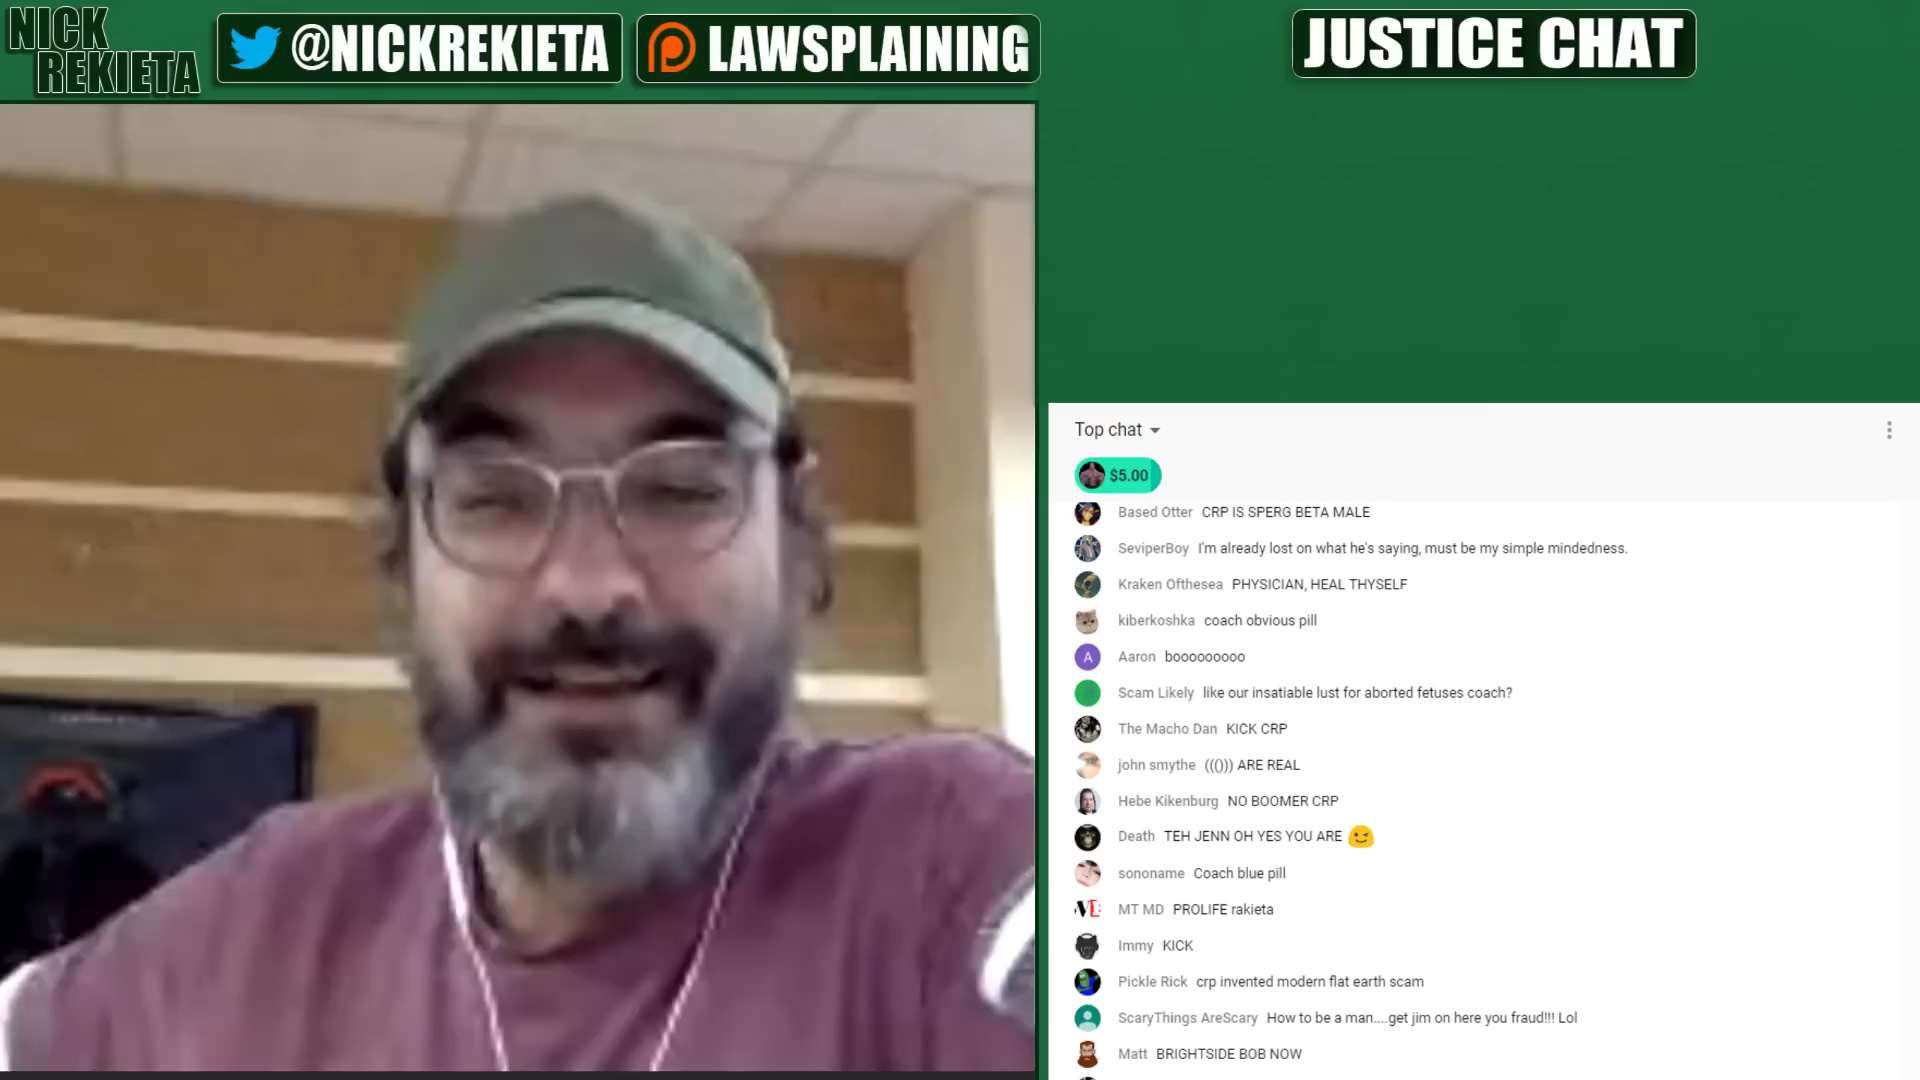 NICK
REKIETA
@NICKREKIETA
LAWSPLAINING
JUSTICE CHAT
Top chat
$5.00
Based Otter CRP IS SPERG BETA MALE
SeviperBoy I'm already lost on what he's saying, must be my simple mindedness.
Kraken Ofthesea PHYSICIAN, HEAL THYSELF
kiberkoshka coach obvious pill
A Aaron booooooooo
Scam Likely like our insatiable lust for aborted fetuses coach?
The Macho Dan KICK CRP
john smythe ((())) ARE REAL
Hebe Kikenburg NO BOOMER CRP
Death TEH JENN OH YES YOU ARE 😉
sononame Coach blue pill
MT MD PROLIFE rakieta
Immy KICK
Pickle Rick crp invented modern flat earth scam
ScaryThings AreScary How to be a man....get jim on here you fraud!!! Lol
Matt BRIGHTSIDE BOB NOW